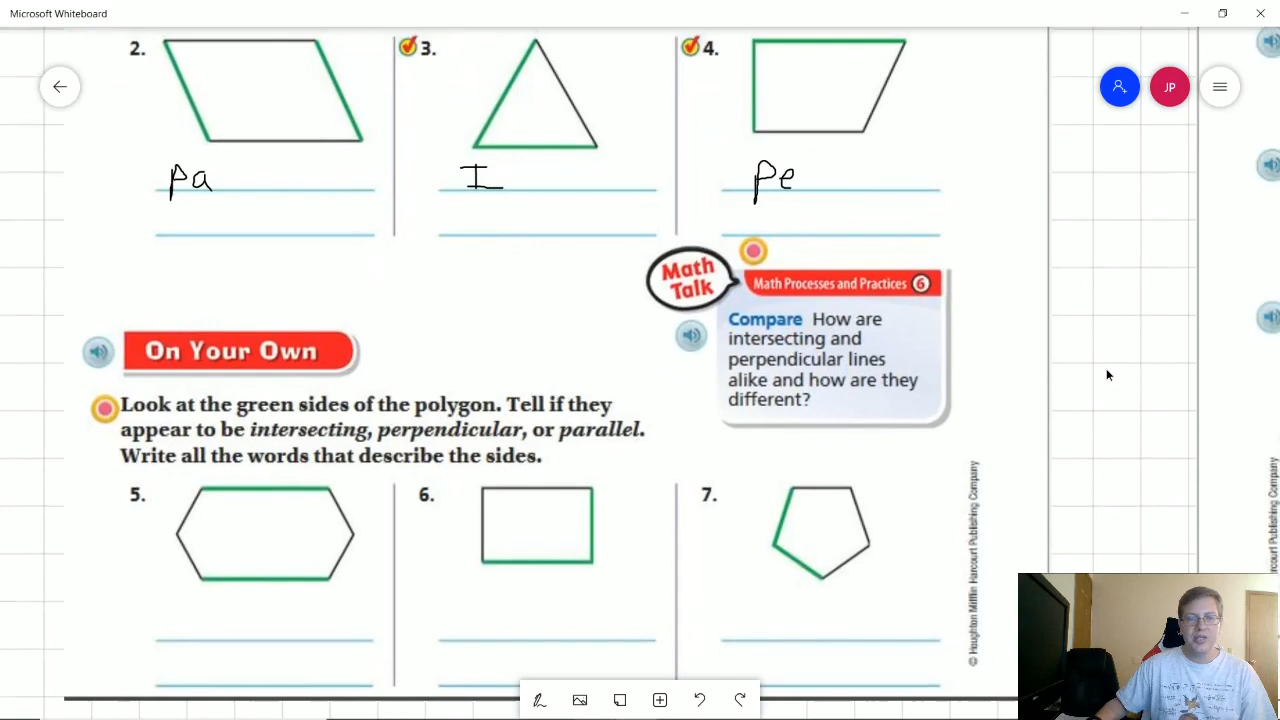 Microsoft Whiteboard
2.
3.
4.
JP
Pa
I
Pe
Math
Talk
Math Processes and Practices 6
Compare How are
intersecting and
perpendicular lines
alike and how are they
different?
On Your Own
Look at the green sides of the polygon. Tell if they
appear to be intersecting, perpendicular, or parallel.
Write all the words that describe the sides.
5.
6.
7.
© Houghton Mifflin Harcourt Publishing Company